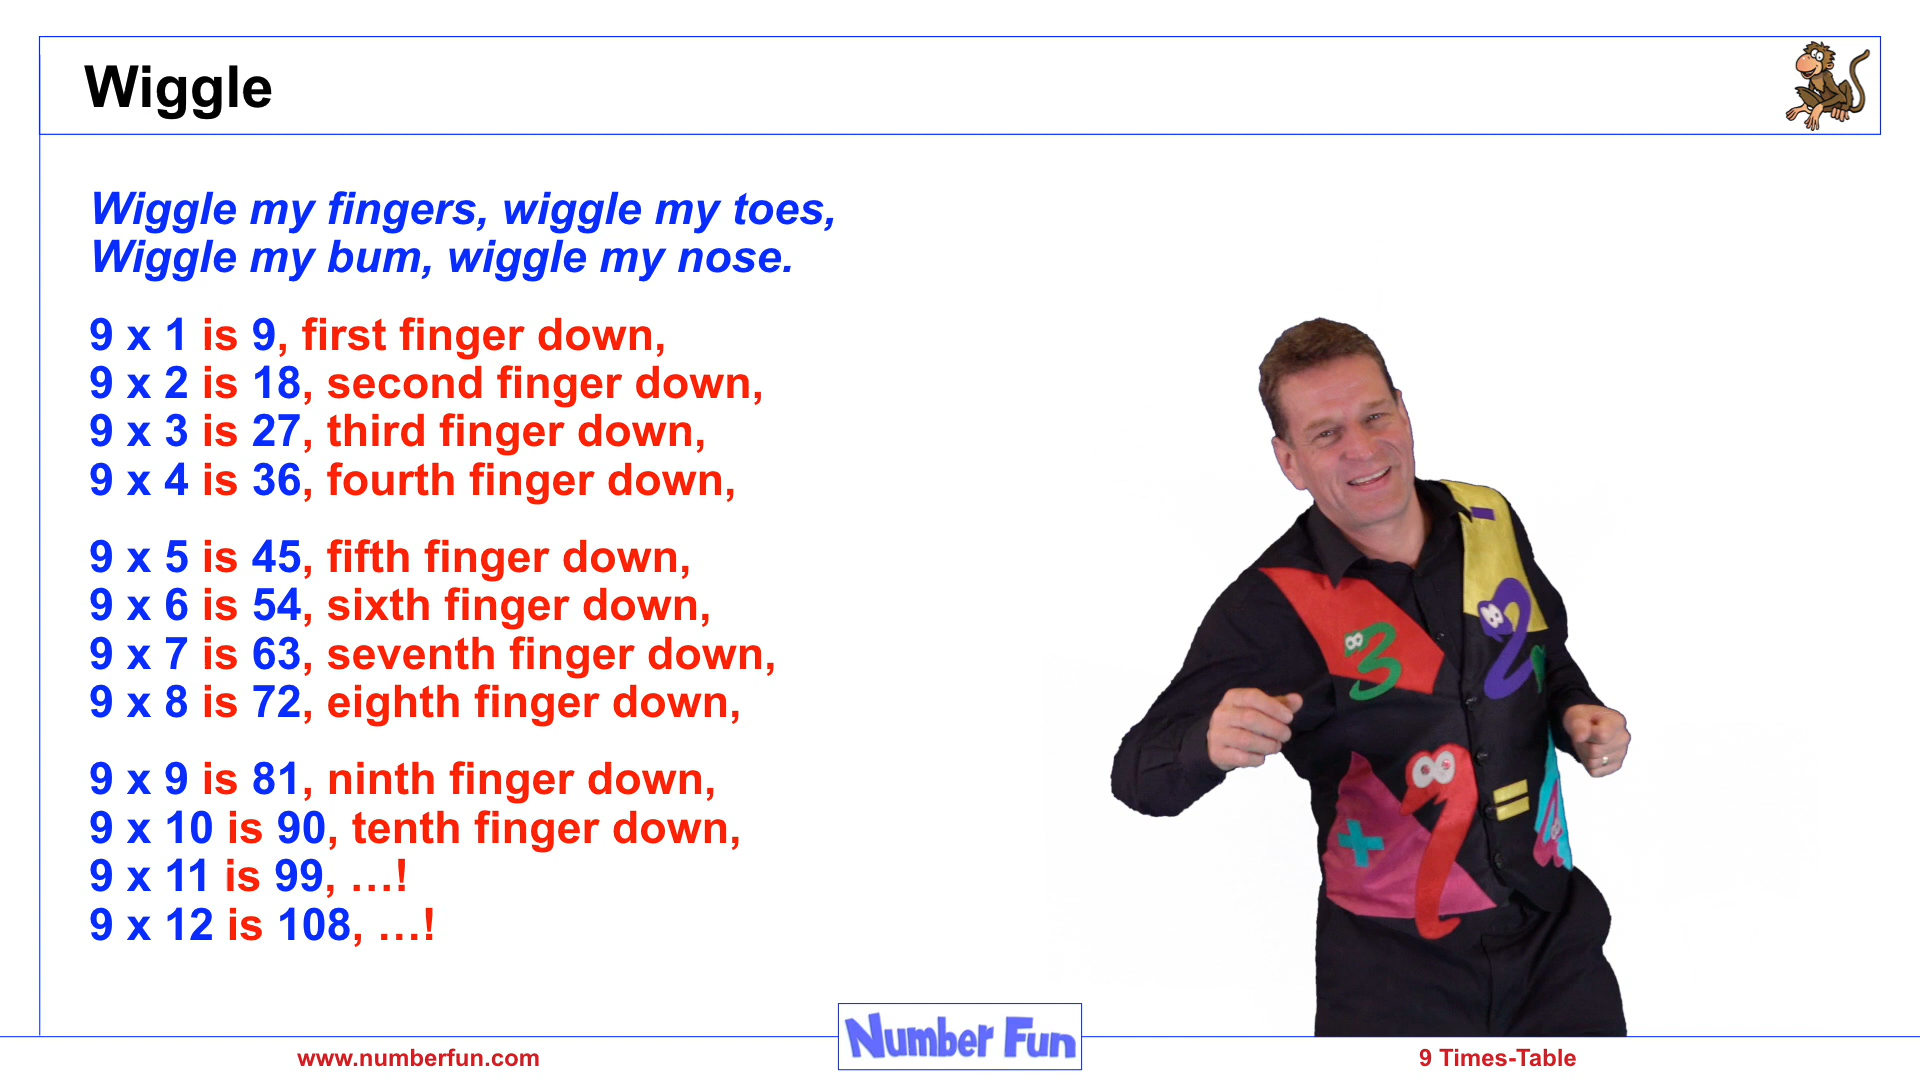 Wiggle
Wiggle my fingers, wiggle my toes,
Wiggle my bum, wiggle my nose.
9 x 1 is 9, first finger down,
9 x 2 is 18, second finger down,
9 x 3 is 27, third finger down,
9 x 4 is 36, fourth finger down,
9 x 5 is 45, fifth finger down,
9 x 6 is 54, sixth finger down,
9 x 7 is 63, seventh finger down,
9 x 8 is 72, eighth finger down,
9 x 9 is 81, ninth finger down,
9 x 10 is 90, tenth finger down,
9 x 11 is 99, …!
9 x 12 is 108, …!
-
3 2
1 =
+
www.numberfun.com
Number Fun
9 Times-Table